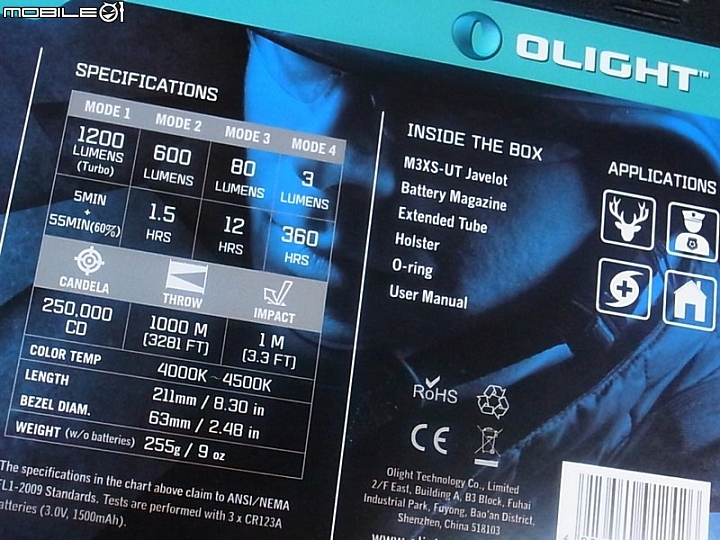 MOBILE01
OLIGHT™
SPECIFICATIONS
MODE 1 MODE 2 MODE 3 MODE 4
1200 LUMENS (Turbo) 600 LUMENS 80 LUMENS 3 LUMENS
5MIN + 55MIN(60%) 1.5 HRS 12 HRS 360 HRS
CANDELA THROW IMPACT
250,000 CD 1000 M (3281 FT) 1 M (3.3 FT)
COLOR TEMP 4000K ~ 4500K
LENGTH 211mm / 8.30 in
BEZEL DIAM. 63mm / 2.48 in
WEIGHT (w/o batteries) 255g / 9 oz
The specifications in the chart above claim to ANSI/NEMA
FL1-2009 Standards. Tests are performed with 3 x CR123A
batteries (3.0V, 1500mAh).
INSIDE THE BOX
M3XS-UT Javelot
Battery Magazine
Extended Tube
Holster
O-ring
User Manual
APPLICATIONS
RoHS
CE
Olight Technology Co., Limited
2/F East, Building A, B3 Block, Fuhai
Industrial Park, Fuyong, Bao'an District,
Shenzhen, China 518103